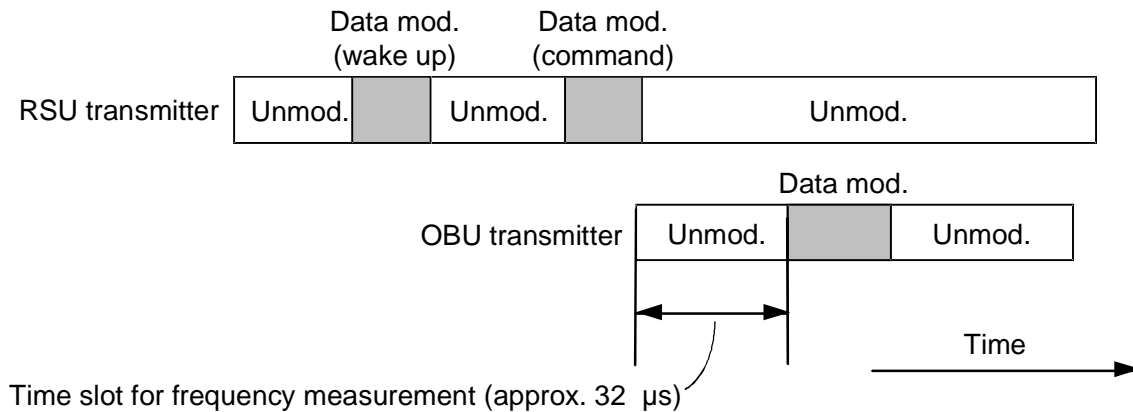 Data mod.
(wake up)
Data mod.
(command)
RSU transmitter
Unmod.
Unmod.
Unmod.
Data mod.
OBU transmitter
Unmod.
Unmod.
Time
Time slot for frequency measurement (approx. 32 μs)